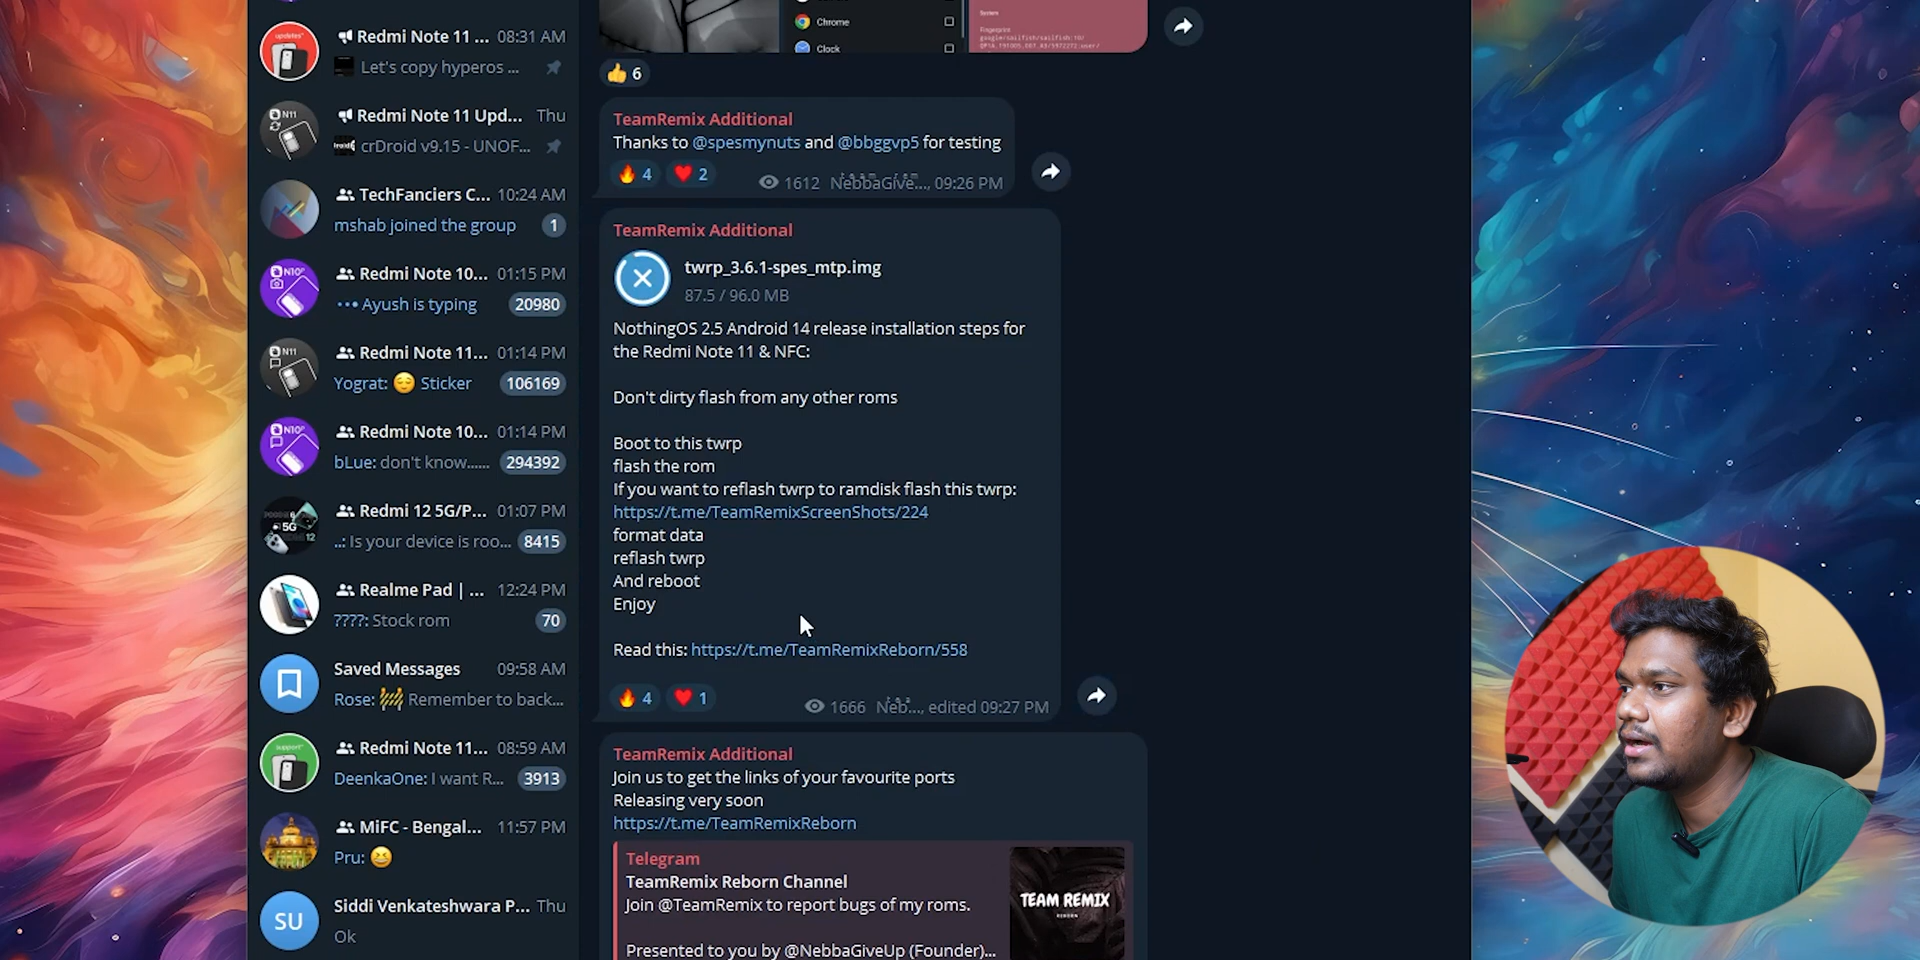 updates
Redmi Note 11 ... 08:31 AM
Let's copy hyperos ...
N11
Redmi Note 11 Upd... Thu
crDroid v9.15 - UNOF...
TechFanciers C... 10:24 AM
mshab joined the group 1
N10
Redmi Note 10... 01:15 PM
Ayush is typing 20980
N11
Redmi Note 11... 01:14 PM
Yograt: 😌 Sticker 106169
N10
Redmi Note 10... 01:14 PM
bLue: don't know...... 294392
5G
12
Redmi 12 5G/P... 01:07 PM
..: Is your device is roo... 8415
Realme Pad | ... 12:24 PM
????: Stock rom 70
Saved Messages 09:58 AM
Rose: 🚧 Remember to back...
support
Redmi Note 11... 08:59 AM
DeenkaOne: I want R... 3913
MiFC - Bengal... 11:57 PM
Pru: 😆
SU
Siddi Venkateshwara P... Thu
Ok
Chrome
Clock
👍 6
TeamRemix Additional
Thanks to @spesmynuts and @bbggvp5 for testing
🔥 4 ❤️ 2 1612 NebbaGive..., 09:26 PM
TeamRemix Additional
twrp_3.6.1-spes_mtp.img
87.5 / 96.0 MB
NothingOS 2.5 Android 14 release installation steps for
the Redmi Note 11 & NFC:
Don't dirty flash from any other roms
Boot to this twrp
flash the rom
If you want to reflash twrp to ramdisk flash this twrp:
https://t.me/TeamRemixScreenShots/224
format data
reflash twrp
And reboot
Enjoy
Read this: https://t.me/TeamRemixReborn/558
🔥 4 ❤️ 1 1666 Neb..., edited 09:27 PM
TeamRemix Additional
Join us to get the links of your favourite ports
Releasing very soon
https://t.me/TeamRemixReborn
Telegram
TeamRemix Reborn Channel
Join @TeamRemix to report bugs of my roms.
Presented to you by @NebbaGiveUp (Founder)...
TEAM REMIX
REBORN